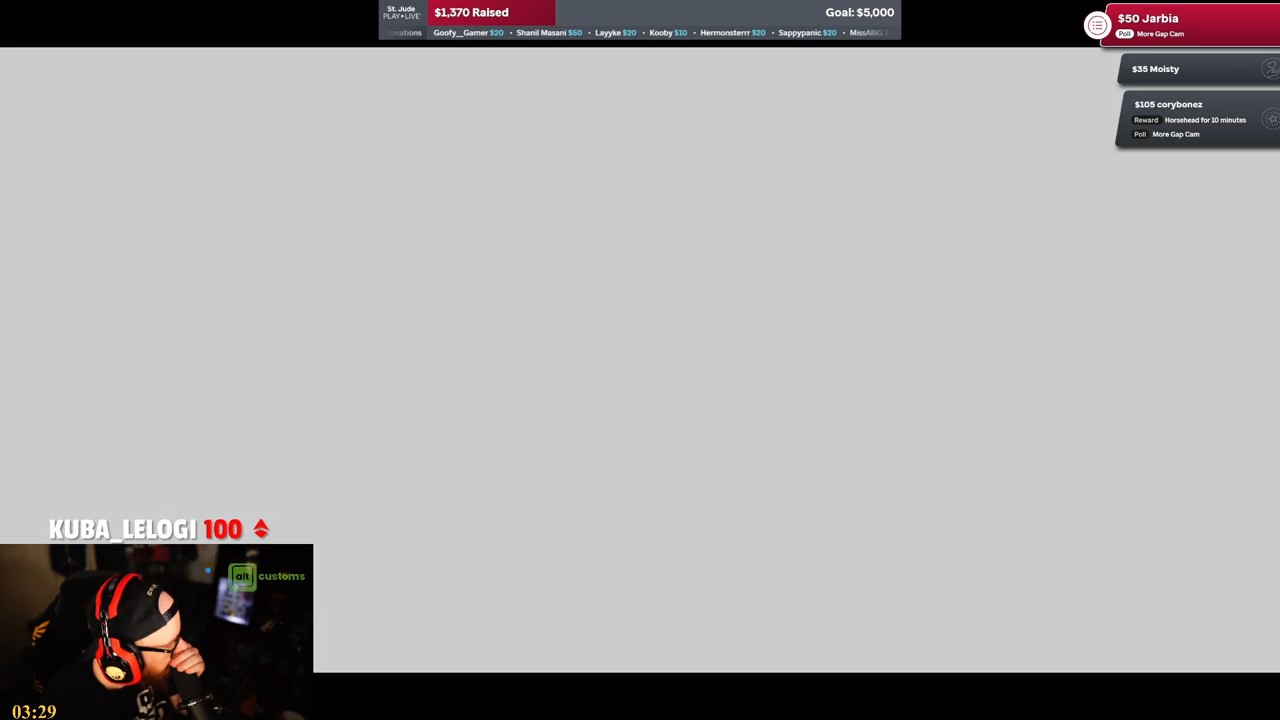 St. Jude
PLAY LIVE
$1,370 Raised
Goal: $5,000
onations
Goofy__Gamer $20 • Shanil Masani $50 • Layyke $20 • Kooby $10 • Hermonsterrr $20 • Sappypanic $20 •
$50 Jarbia
Poll More Gap Cam
$35 Moisty
$105 corybonez
Reward Horsehead for 10 minutes
Poll More Gap Cam
KUBA_LELOGI 100
alt customs
03:29